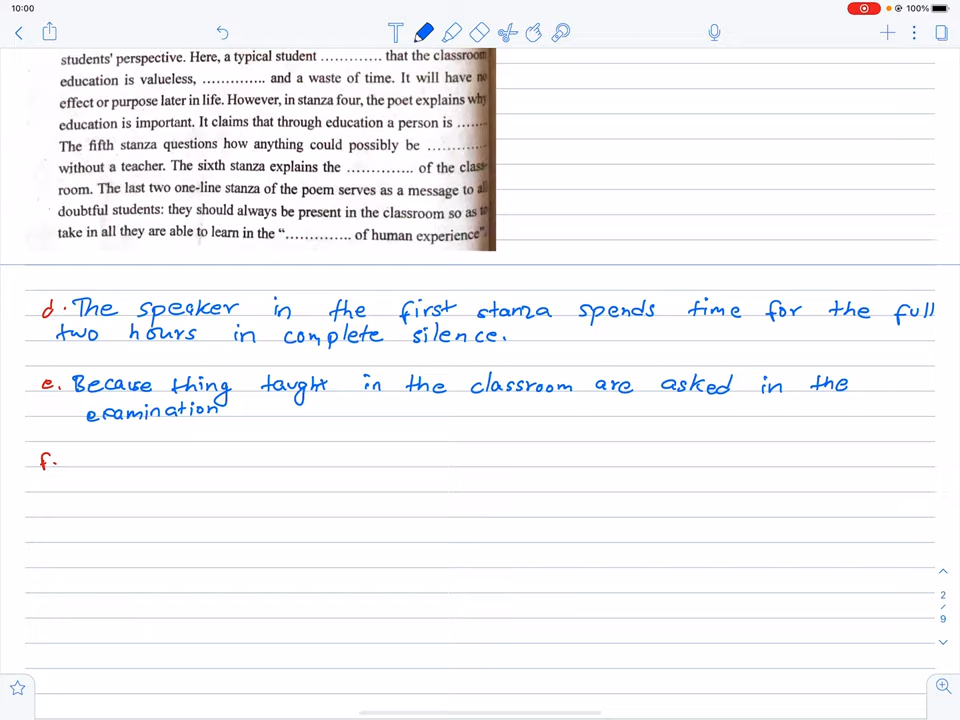 10:00
100%
T
students' perspective. Here, a typical student ............. that the classroom
education is valueless, ............. and a waste of time. It will have no
effect or purpose later in life. However, in stanza four, the poet explains why
education is important. It claims that through education a person is ......
The fifth stanza questions how anything could possibly be ............
without a teacher. The sixth stanza explains the ............. of the class-
room. The last two one-line stanza of the poem serves as a message to all
doubtful students: they should always be present in the classroom so as to
take in all they are able to learn in the “............. of human experience”.
d. The speaker in the first stanza spends time for the full
two hours in complete silence.
e. Because thing taught in the classroom are asked in the
examination
f.
2
/
9